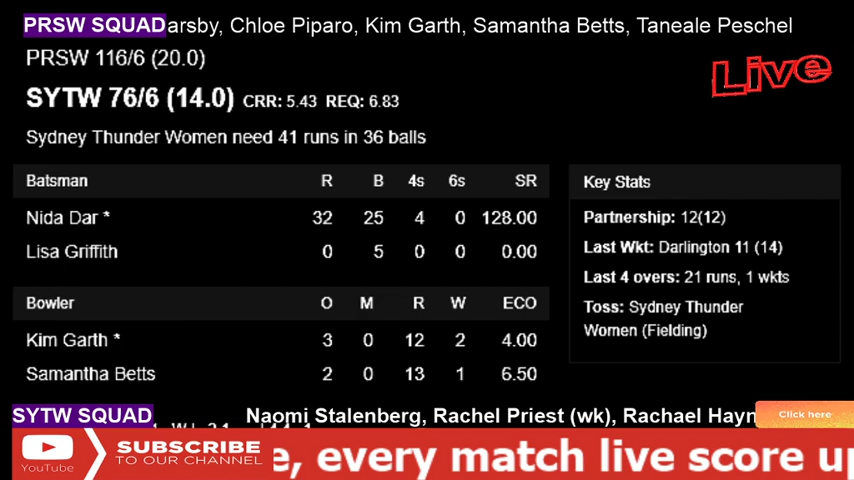 PRSW SQUAD arsby, Chloe Piparo, Kim Garth, Samantha Betts, Taneale Peschel
PRSW 116/6 (20.0)
Live
SYTW 76/6 (14.0) CRR: 5.43 REQ: 6.83
Sydney Thunder Women need 41 runs in 36 balls
Batsman R B 4s 6s SR
Nida Dar * 32 25 4 0 128.00
Lisa Griffith 0 5 0 0 0.00
Bowler O M R W ECO
Kim Garth * 3 0 12 2 4.00
Samantha Betts 2 0 13 1 6.50
Key Stats
Partnership: 12(12)
Last Wkt: Darlington 11 (14)
Last 4 overs: 21 runs, 1 wkts
Toss: Sydney Thunder
Women (Fielding)
SYTW SQUAD Naomi Stalenberg, Rachel Priest (wk), Rachael Hayn
Click here
YouTube
SUBSCRIBE
TO OUR CHANNEL
e, every match live score up